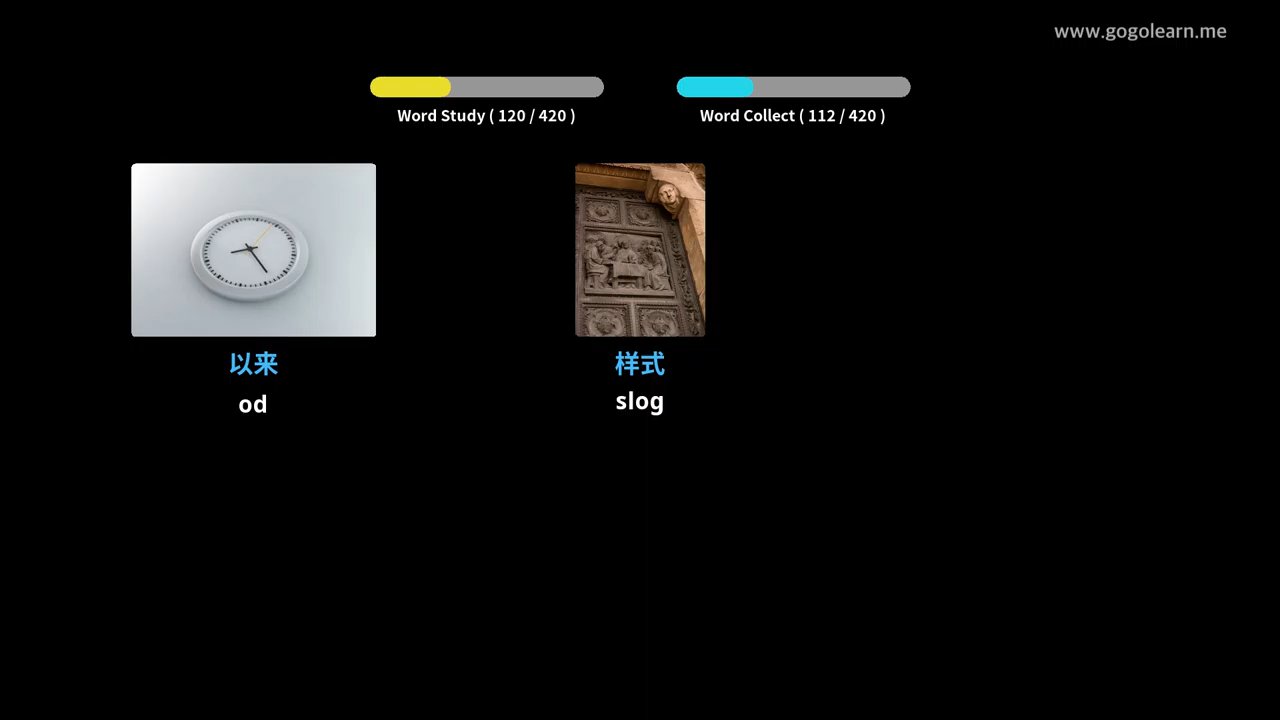 www.gogolearn.me
Word Study ( 120 / 420 )
Word Collect ( 112 / 420 )
以来
od
样式
slog